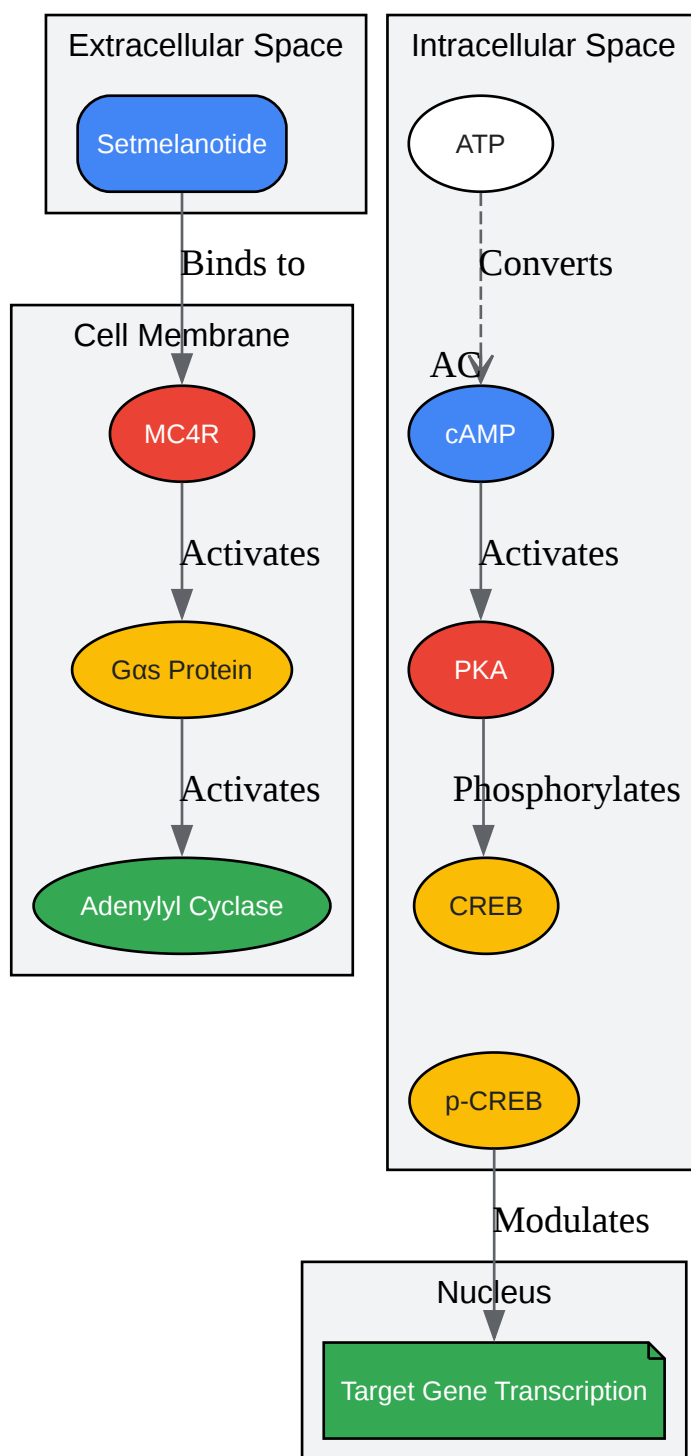 Extracellular Space
Setmelanotide
Binds to
Cell Membrane
MC4R
Activates
Gαs Protein
Activates
Adenylyl Cyclase
Intracellular Space
ATP
Converts
AC
cAMP
Activates
PKA
Phosphorylates
CREB
p-CREB
Modulates
Nucleus
Target Gene Transcription